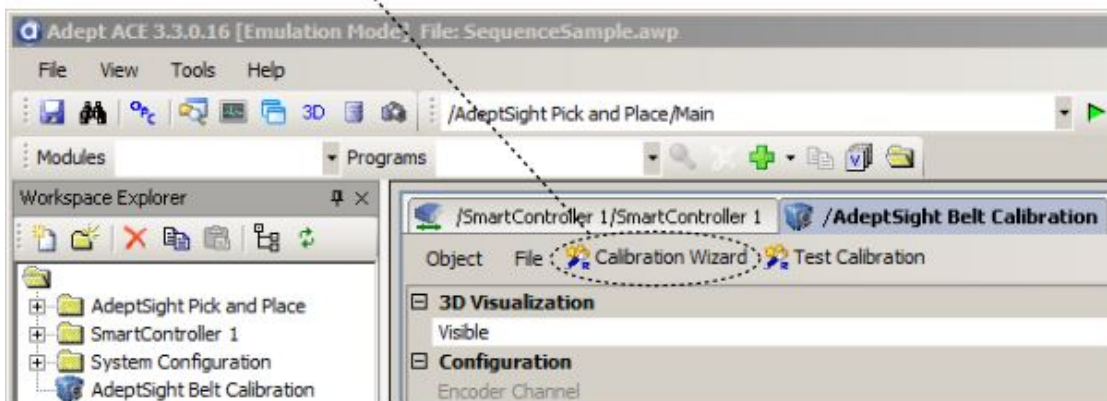 Adept ACE 3.3.0.16 [Emulation Mode] File: SequenceSample.awp
File View Tools Help
3D /AdeptSight Pick and Place/Main
Modules Programs
Workspace Explorer
/SmartController 1/SmartController 1 /AdeptSight Belt Calibration
Object File Calibration Wizard Test Calibration
3D Visualization
AdeptSight Pick and Place
Visible
SmartController 1
System Configuration
Configuration
AdeptSight Belt Calibration
Encoder Channel